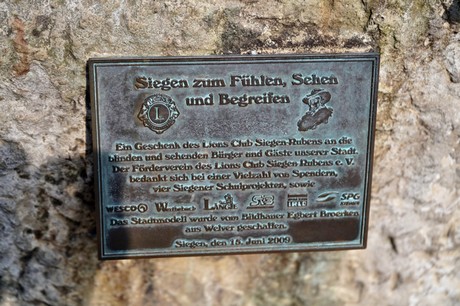 Siegen zum Fühlen, Sehen
und Begreifen
L
Ein Geschenk des Lions Club Siegen-Rubens an die
blinden und sehenden Bürger und Gäste unserer Stadt.
Der Förderverein des Lions Club Siegen Rubens e. V.
bedankt sich bei einer Vielzahl von Spendern,
vier Siegener Schulprojekten, sowie
WESCO LANGE SPG
Das Stadtmodell wurde vom Bildhauer Egbert Broerken
aus Welver geschaffen.
Siegen, den 15. Juni 2009